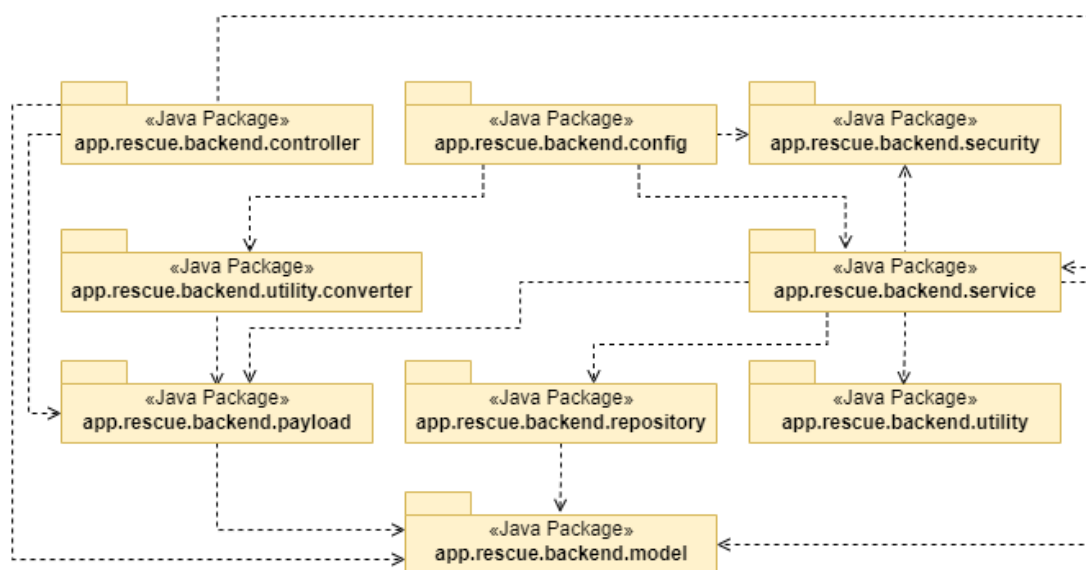 «Java Package»
app.rescue.backend.controller
«Java Package»
app.rescue.backend.config
«Java Package»
app.rescue.backend.security
«Java Package»
app.rescue.backend.utility.converter
«Java Package»
app.rescue.backend.service
«Java Package»
app.rescue.backend.payload
«Java Package»
app.rescue.backend.repository
«Java Package»
app.rescue.backend.utility
«Java Package»
app.rescue.backend.model